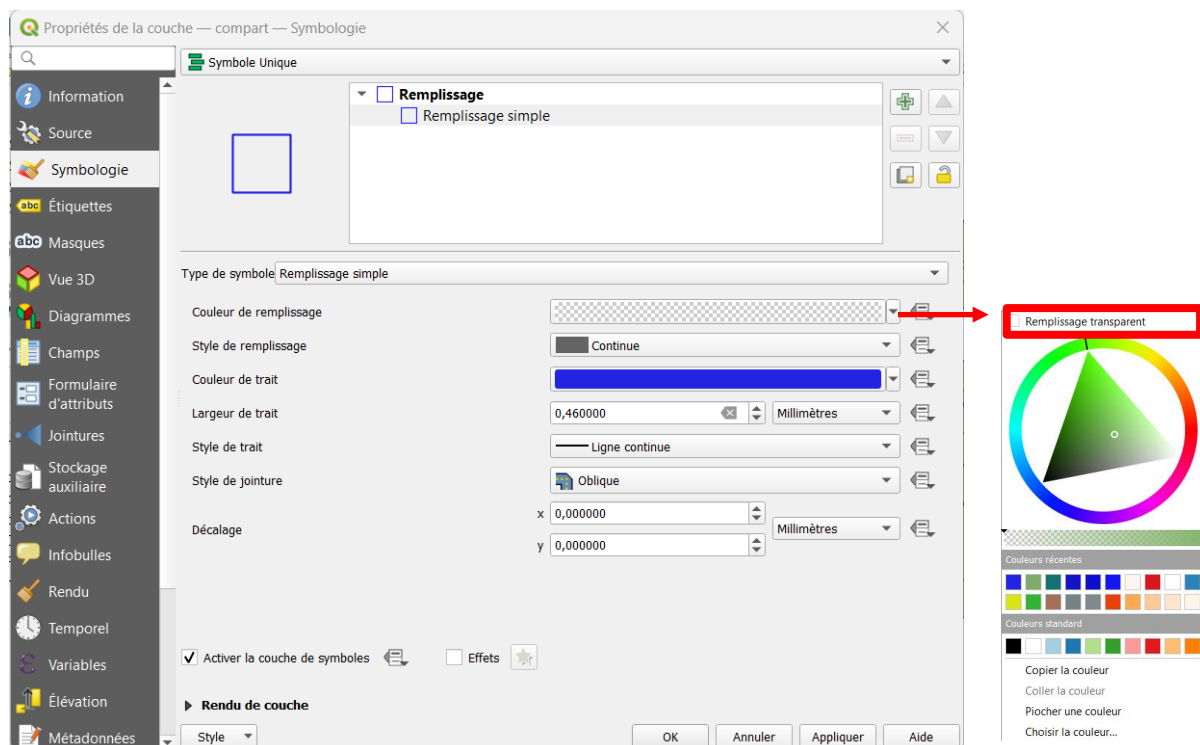 Propriétés de la couche — compart — Symbologie
Symbole Unique
Information
Source
Symbologie
abc Étiquettes
abc Masques
Vue 3D
Diagrammes
Champs
Formulaire
d'attributs
Jointures
Stockage
auxiliaire
Actions
Infobulles
Rendu
Temporel
Variables
Élévation
Métadonnées
Remplissage
Remplissage simple
Type de symbole Remplissage simple
Couleur de remplissage
Style de remplissage Continue
Couleur de trait
Largeur de trait 0,460000 Millimètres
Style de trait Ligne continue
Style de jointure Oblique
Décalage x 0,000000 Millimètres
y 0,000000
Activer la couche de symboles Effets
Rendu de couche
Style OK Annuler Appliquer Aide
Remplissage transparent
Couleurs récentes
Couleurs standard
Copier la couleur
Coller la couleur
Piocher une couleur
Choisir la couleur...